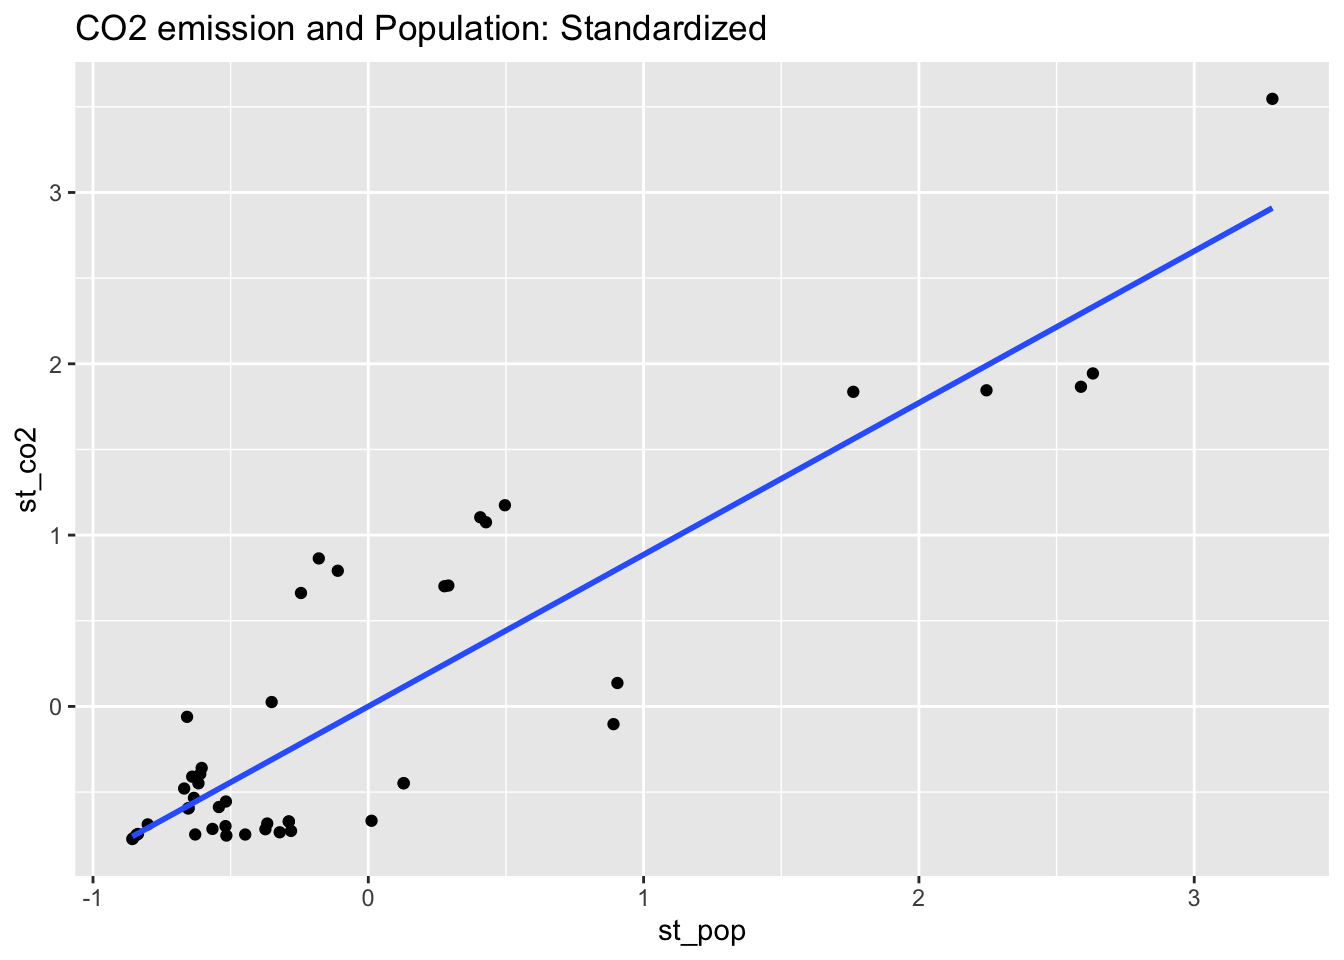 CO2 emission and Population: Standardized
3
2
1
0
st_co2
-1 0 1 2 3
st_pop